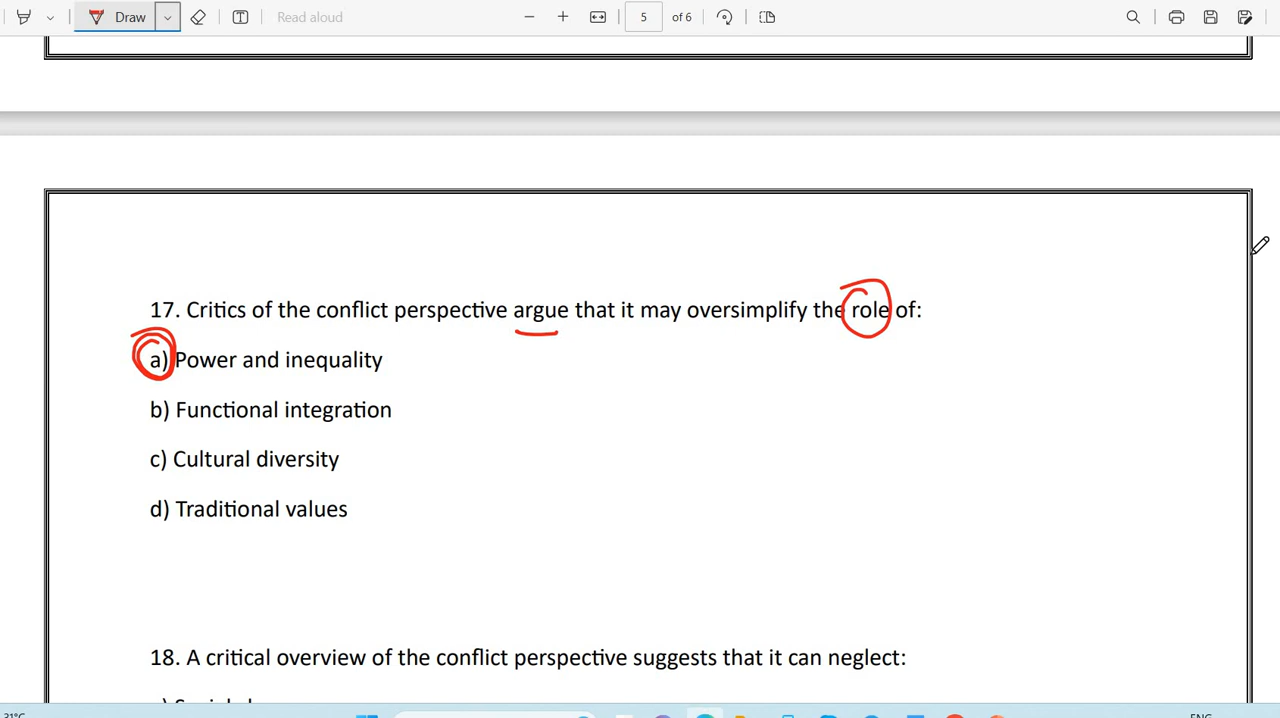 Draw
Read aloud
5 of 6
17. Critics of the conflict perspective argue that it may oversimplify the role of:
a) Power and inequality
b) Functional integration
c) Cultural diversity
d) Traditional values
18. A critical overview of the conflict perspective suggests that it can neglect: